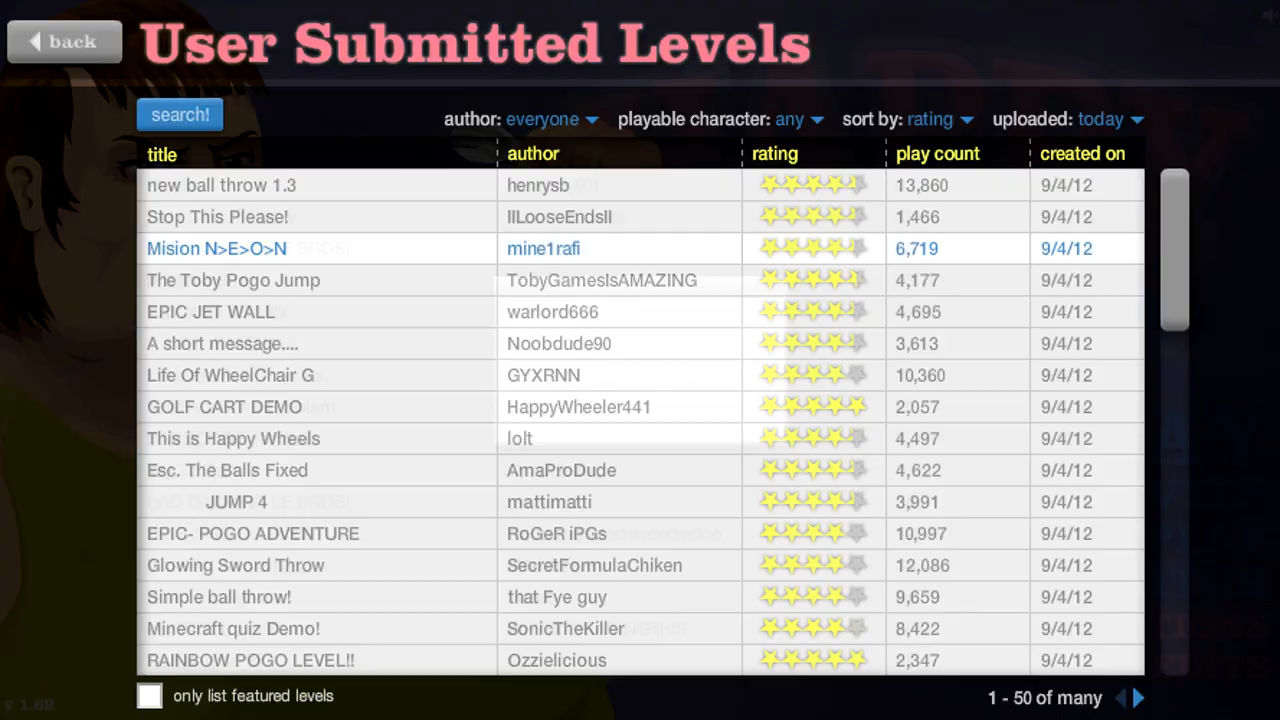 back
User Submitted Levels
search!
author: everyone playable character: any sort by: rating uploaded: today
title author rating play count created on
new ball throw 1.3 henrysb 13,860 9/4/12
Stop This Please! IILooseEndsII 1,466 9/4/12
Mision N>E>O>N mine1rafi 6,719 9/4/12
The Toby Pogo Jump TobyGamesIsAMAZING 4,177 9/4/12
EPIC JET WALL warlord666 4,695 9/4/12
A short message.... Noobdude90 3,613 9/4/12
Life Of WheelChair G GYXRNN 10,360 9/4/12
GOLF CART DEMO HappyWheeler441 2,057 9/4/12
This is Happy Wheels lolt 4,497 9/4/12
Esc. The Balls Fixed AmaProDude 4,622 9/4/12
JUMP 4 mattimatti 3,991 9/4/12
EPIC- POGO ADVENTURE RoGeR iPGs 10,997 9/4/12
Glowing Sword Throw SecretFormulaChiken 12,086 9/4/12
Simple ball throw! that Fye guy 9,659 9/4/12
Minecraft quiz Demo! SonicTheKiller 8,422 9/4/12
RAINBOW POGO LEVEL!! Ozzielicious 2,347 9/4/12
only list featured levels 1 - 50 of many
v 1.69